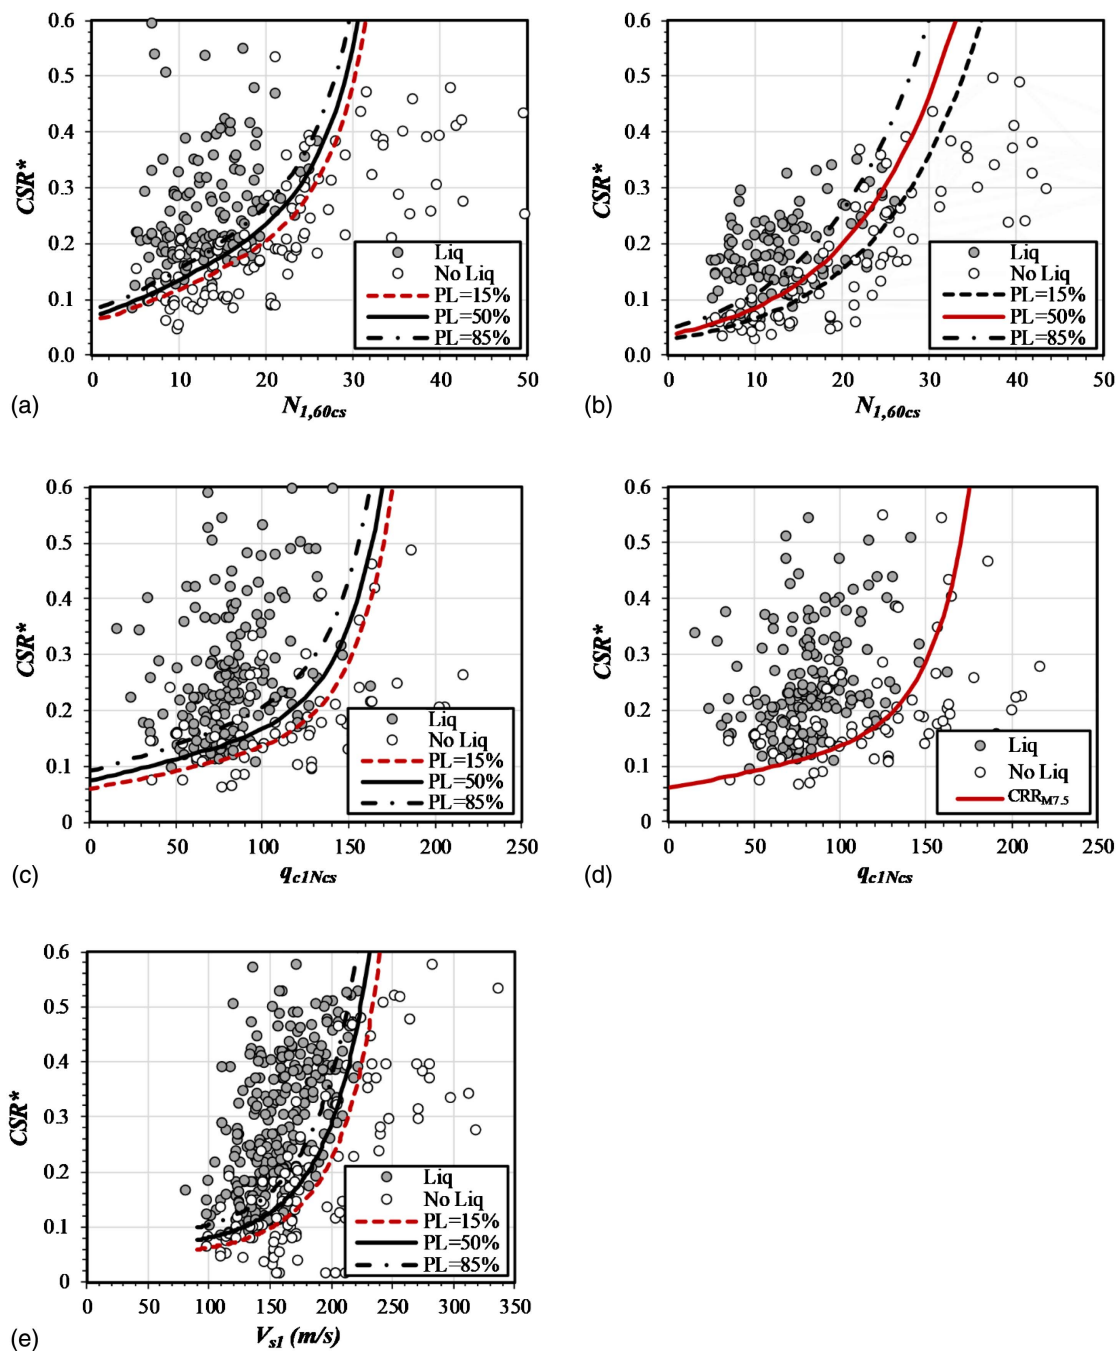 0.6
0.5
0.4
0.3
0.2
0.1
0.0
CSR*
0 10 20 30 40 50
N1,60cs
Liq
No Liq
PL=15%
PL=50%
PL=85%
(a)
0.6
0.5
0.4
0.3
0.2
0.1
0.0
CSR*
0 10 20 30 40 50
N1,60cs
Liq
No Liq
PL=15%
PL=50%
PL=85%
(b)
0.6
0.5
0.4
0.3
0.2
0.1
0
CSR*
0 50 100 150 200 250
qc1Ncs
Liq
No Liq
PL=15%
PL=50%
PL=85%
(c)
0.6
0.5
0.4
0.3
0.2
0.1
0
CSR*
0 50 100 150 200 250
qc1Ncs
Liq
No Liq
CRRM7.5
(d)
0.6
0.5
0.4
0.3
0.2
0.1
0
CSR*
0 50 100 150 200 250 300 350
Vs1 (m/s)
Liq
No Liq
PL=15%
PL=50%
PL=85%
(e)